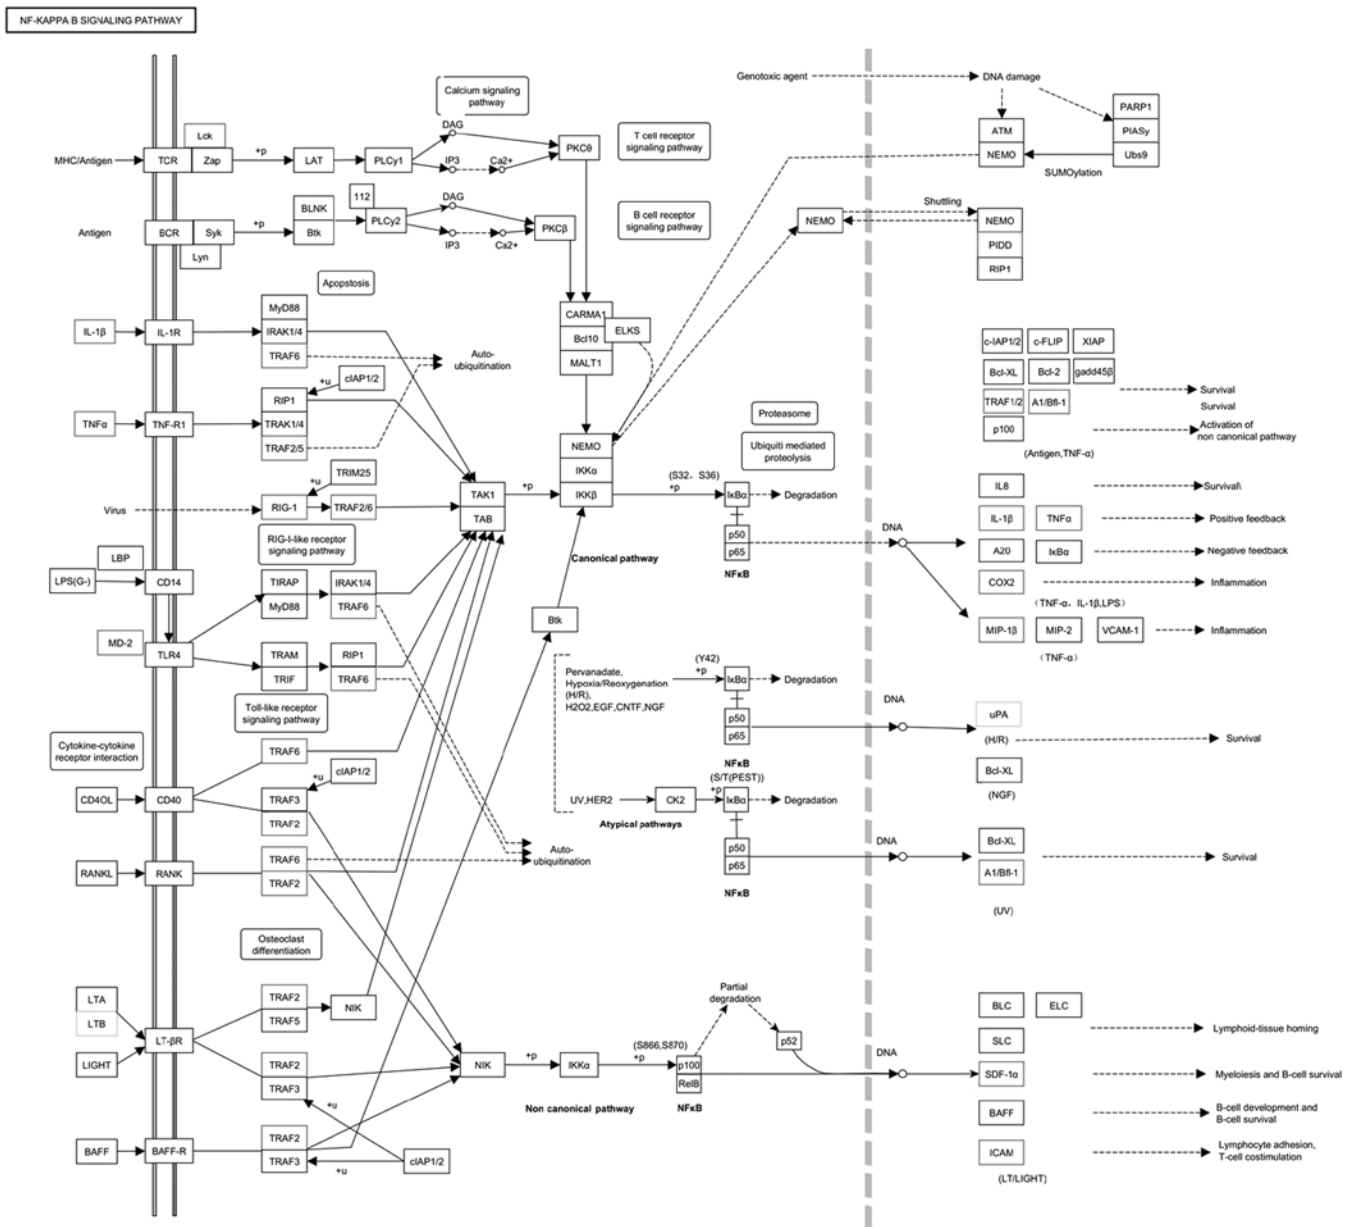 NF-KAPPA B SIGNALING PATHWAY
Genotoxic agent
DNA damage
Calcium signaling
pathway
PARP1
PIASy
Ubs9
ATM
NEMO
SUMOylation
Lck
MHC/Antigen
TCR
Zap
+p
LAT
PLCy1
DAG
IP3
Ca2+
PKCθ
T cell receptor
signaling pathway
112
BLNK
Btk
Antigen
BCR
Syk
Lyn
+p
PLCy2
DAG
IP3
Ca2+
PKCβ
B cell receptor
signaling pathway
NEMO
Shuttling
NEMO
PIDD
RIP1
Apopstosis
IL-1β
IL-1R
MyD88
IRAK1/4
TRAF6
Auto-
ubiquitination
CARMA1
Bcl10
MALT1
ELKS
c-IAP1/2
c-FLIP
XIAP
Bcl-XL
Bcl-2
gadd45β
TRAF1/2
A1/Bfl-1
Survival
Survival
p100
Activation of
non canonical pathway
(Antigen,TNF-α)
+u
cIAP1/2
TNFα
TNF-R1
RIP1
TRAK1/4
TRAF2/5
Proteasome
Ubiquiti mediated
proteolysis
NEMO
IKKα
IKKβ
TRIM25
+u
Virus
RIG-1
TRAF2/6
TAK1
TAB
+p
(S32、S36)
+p
IκBα
Degradation
p50
p65
NFκB
Canonical pathway
DNA
IL8
Survival\
IL-1β
TNFα
Positive feedback
A20
IκBα
Negative feedback
COX2
Inflammation
(TNF-α、IL-1β,LPS)
MIP-1β
MIP-2
VCAM-1
Inflammation
(TNF-α)
RIG-I-like receptor
signaling pathway
LBP
LPS(G-)
CD14
MD-2
TLR4
TIRAP
MyD88
IRAK1/4
TRAF6
TRAM
TRIF
RIP1
TRAF6
Toll-like receptor
signaling pathway
Btk
Pervanadate,
Hypoxia/Reoxygenation
(H/R),
H2O2,EGF,CNTF,NGF
(Y42)
+p
IκBα
Degradation
p50
p65
NFκB
DNA
uPA
(H/R)
Survival
Bcl-XL
(NGF)
Cytokine-cytokine
receptor interaction
TRAF6
+u
cIAP1/2
CD4OL
CD40
TRAF3
TRAF2
UV,HER2
CK2
(S/T(PEST))
+p
IκBα
Degradation
Atypical pathways
p50
p65
NFκB
DNA
Bcl-XL
A1/Bfl-1
Survival
(UV)
Auto-
ubiquitination
RANKL
RANK
TRAF6
TRAF2
Osteoclast
differentiation
LTA
LTB
LIGHT
LT-βR
TRAF2
TRAF5
NIK
TRAF2
TRAF3
+u
NIK
+p
IKKα
(S866,S870)
+p
p100
RelB
NFκB
Partial
degradation
p52
DNA
Non canonical pathway
BLC
ELC
SLC
Lymphoid-tissue homing
SDF-1α
Myeloiesis and B-cell survival
BAFF
B-cell development and
B-cell survival
ICAM
Lymphocyte adhesion,
T-cell costimulation
(LT/LIGHT)
BAFF
BAFF-R
TRAF2
TRAF3
+u
cIAP1/2